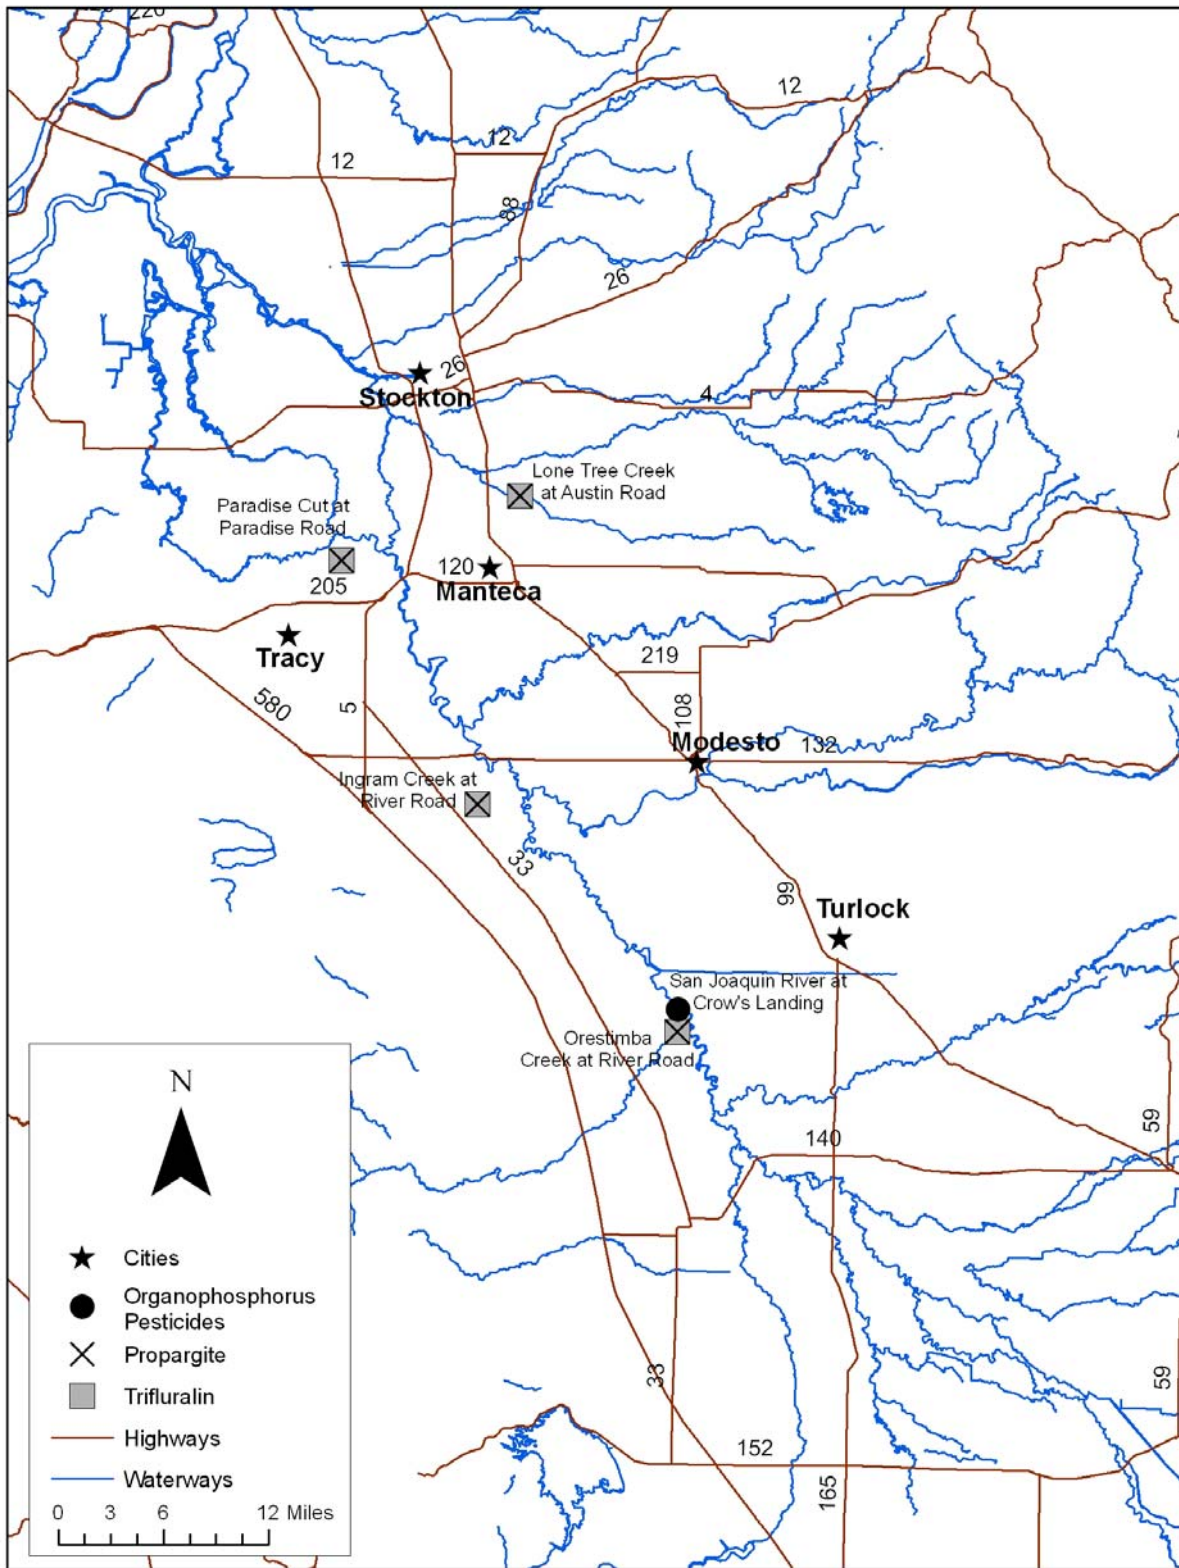 220
12
12
12
88
26
26
Stockton
4
Lone Tree Creek
at Austin Road
Paradise Cut at
Paradise Road
205
120
Manteca
Tracy
219
580
5
108
Modesto
132
Ingram Creek at
River Road
33
99
Turlock
San Joaquin River at
Crow's Landing
Orestimba
Creek at River Road
59
140
N
Cities
Organophosphorus
Pesticides
Propargite
Trifluralin
Highways
Waterways
0 3 6 12 Miles
33
59
152
165